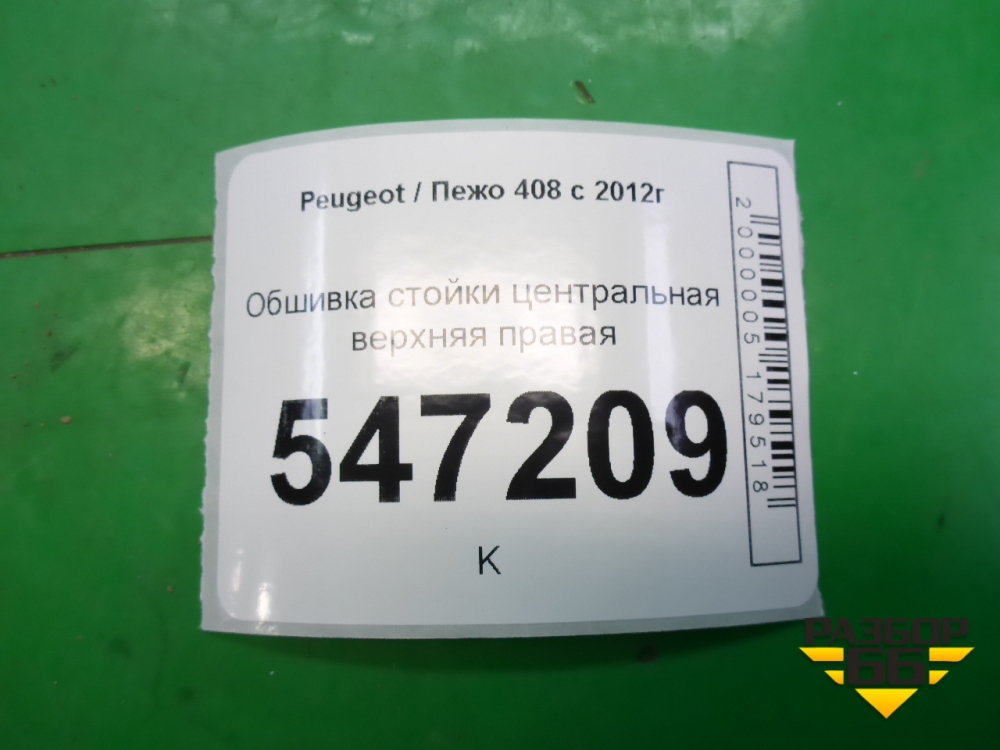 Peugeot / Пежо 408 с 2012г
Обшивка стойки центральная
верхняя правая
547209
К
2000005179518
РАЗБОР
66